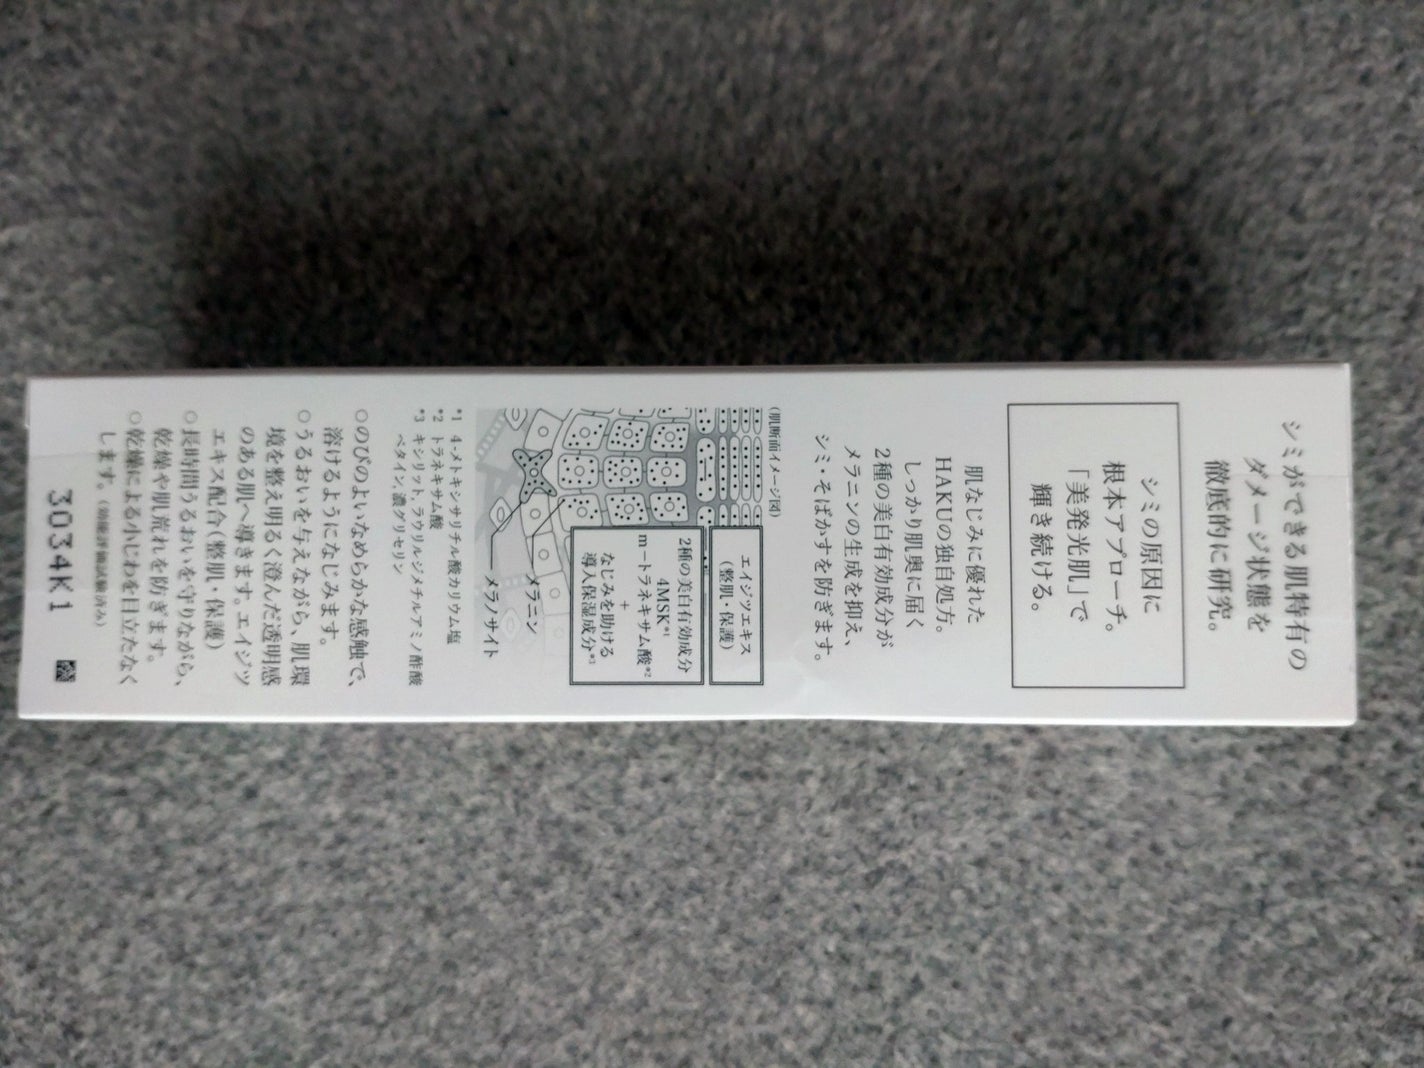 シミができる肌特有の
ダメージ状態を
徹底的に研究。
シミの原因に
根本アプローチ。
「美発光肌」で
輝き続ける。
肌なじみに優れた
HAKUの独自処方。
しっかり肌奥に届く
2種の美白有効成分が
メラニンの生成を抑え、
シミ・そばかすを防ぎます。
(肌断面イメージ図)
エイジツエキス
(整肌・保護)
2種の美白有効成分
4MSK*1
m-トラネキサム酸*2
+
なじみを助ける
導入保湿成分*3
メラニン
メラノサイト
*1 4-メトキシサリチル酸カリウム塩
*2 トラネキサム酸
*3 キシリット,ラウリルジメチルアミノ酢酸
ベタイン,濃グリセリン
○のびのよいなめらかな感触で、
溶けるようになじみます。
○うるおいを与えながら、肌環
境を整え明るく澄んだ透明感
のある肌へ導きます。エイジツ
エキス配合(整肌・保護)
○長時間うるおいを守りながら、
乾燥や肌荒れを防ぎます。
○乾燥による小じわを目立たなく
します。(効能評価試験済み)
3034K1